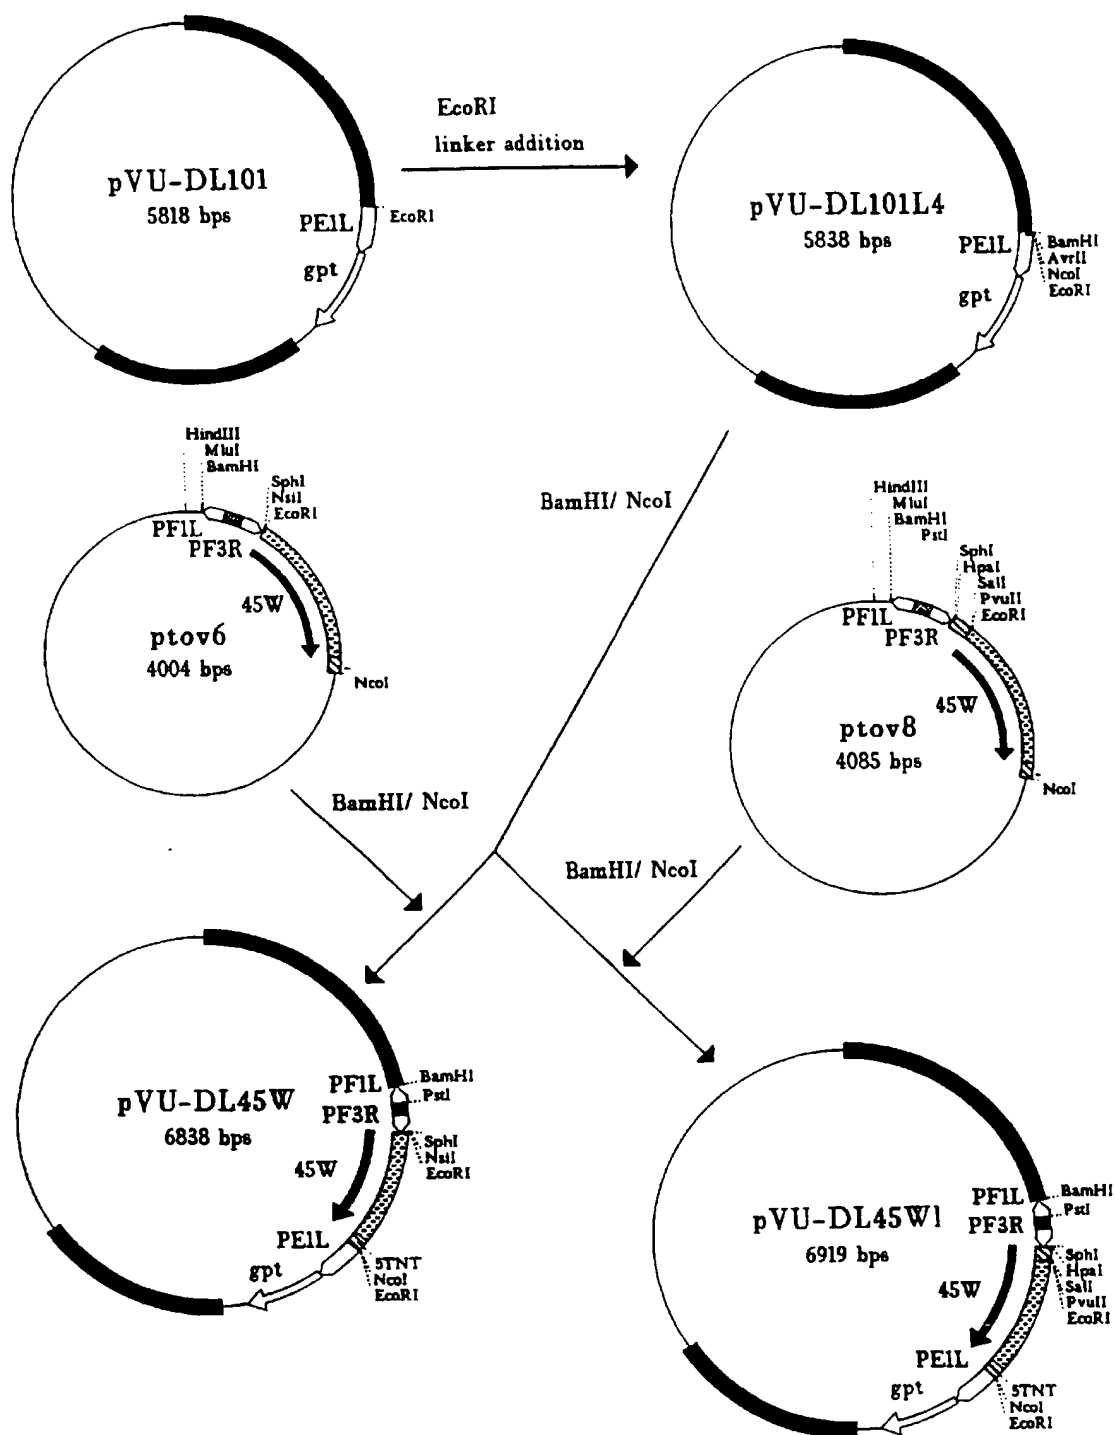 EcoRI
linker addition
pVU-DL101
5818 bps
PE1L
EcoRI
gpt
pVU-DL101L4
5838 bps
PE1L
BamHI
AvrII
NcoI
EcoRI
gpt
HindIII
MluI
BamHI
SphI
NsiI
EcoRI
PF1L
PF3R
45W
ptov6
4004 bps
NcoI
BamHI/ NcoI
HindIII
MluI
BamHI
PstI
SphI
HpaI
SalI
PvuII
EcoRI
PF1L
PF3R
45W
ptov8
4085 bps
NcoI
BamHI/ NcoI
BamHI/ NcoI
pVU-DL45W
6838 bps
PF1L
PF3R
BamHI
PstI
SphI
NsiI
EcoRI
45W
PE1L
gpt
5TNT
NcoI
EcoRI
pVU-DL45W1
6919 bps
PF1L
PF3R
BamHI
PstI
SphI
HpaI
SalI
PvuII
EcoRI
45W
PE1L
gpt
5TNT
NcoI
EcoRI